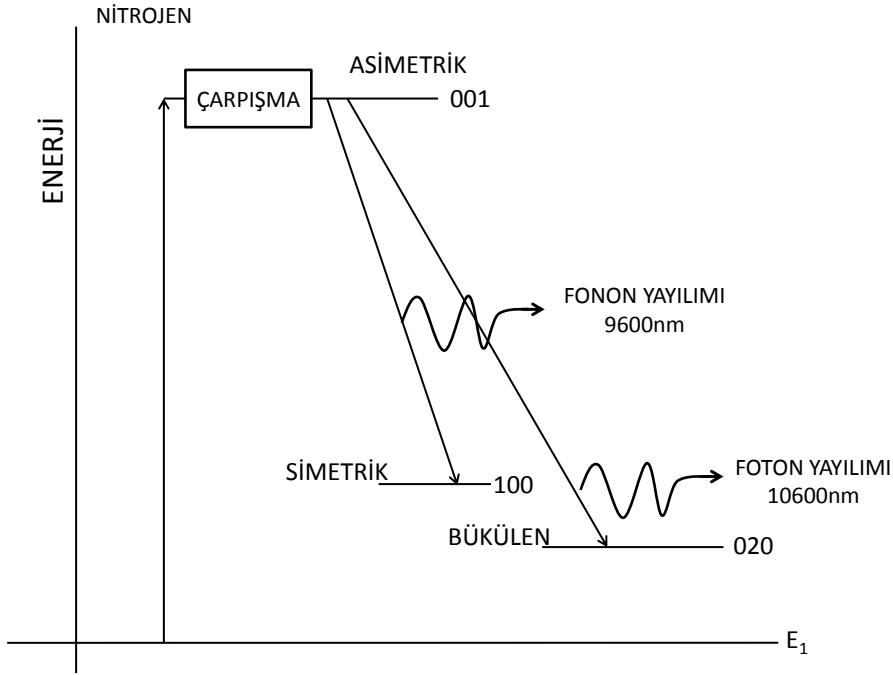 NİTROJEN
ENERJİ
ASİMETRİK
ÇARPIŞMA
001
FONON YAYILIMI
9600nm
SİMETRİK
100
FOTON YAYILIMI
10600nm
BÜKÜLEN
020
E₁